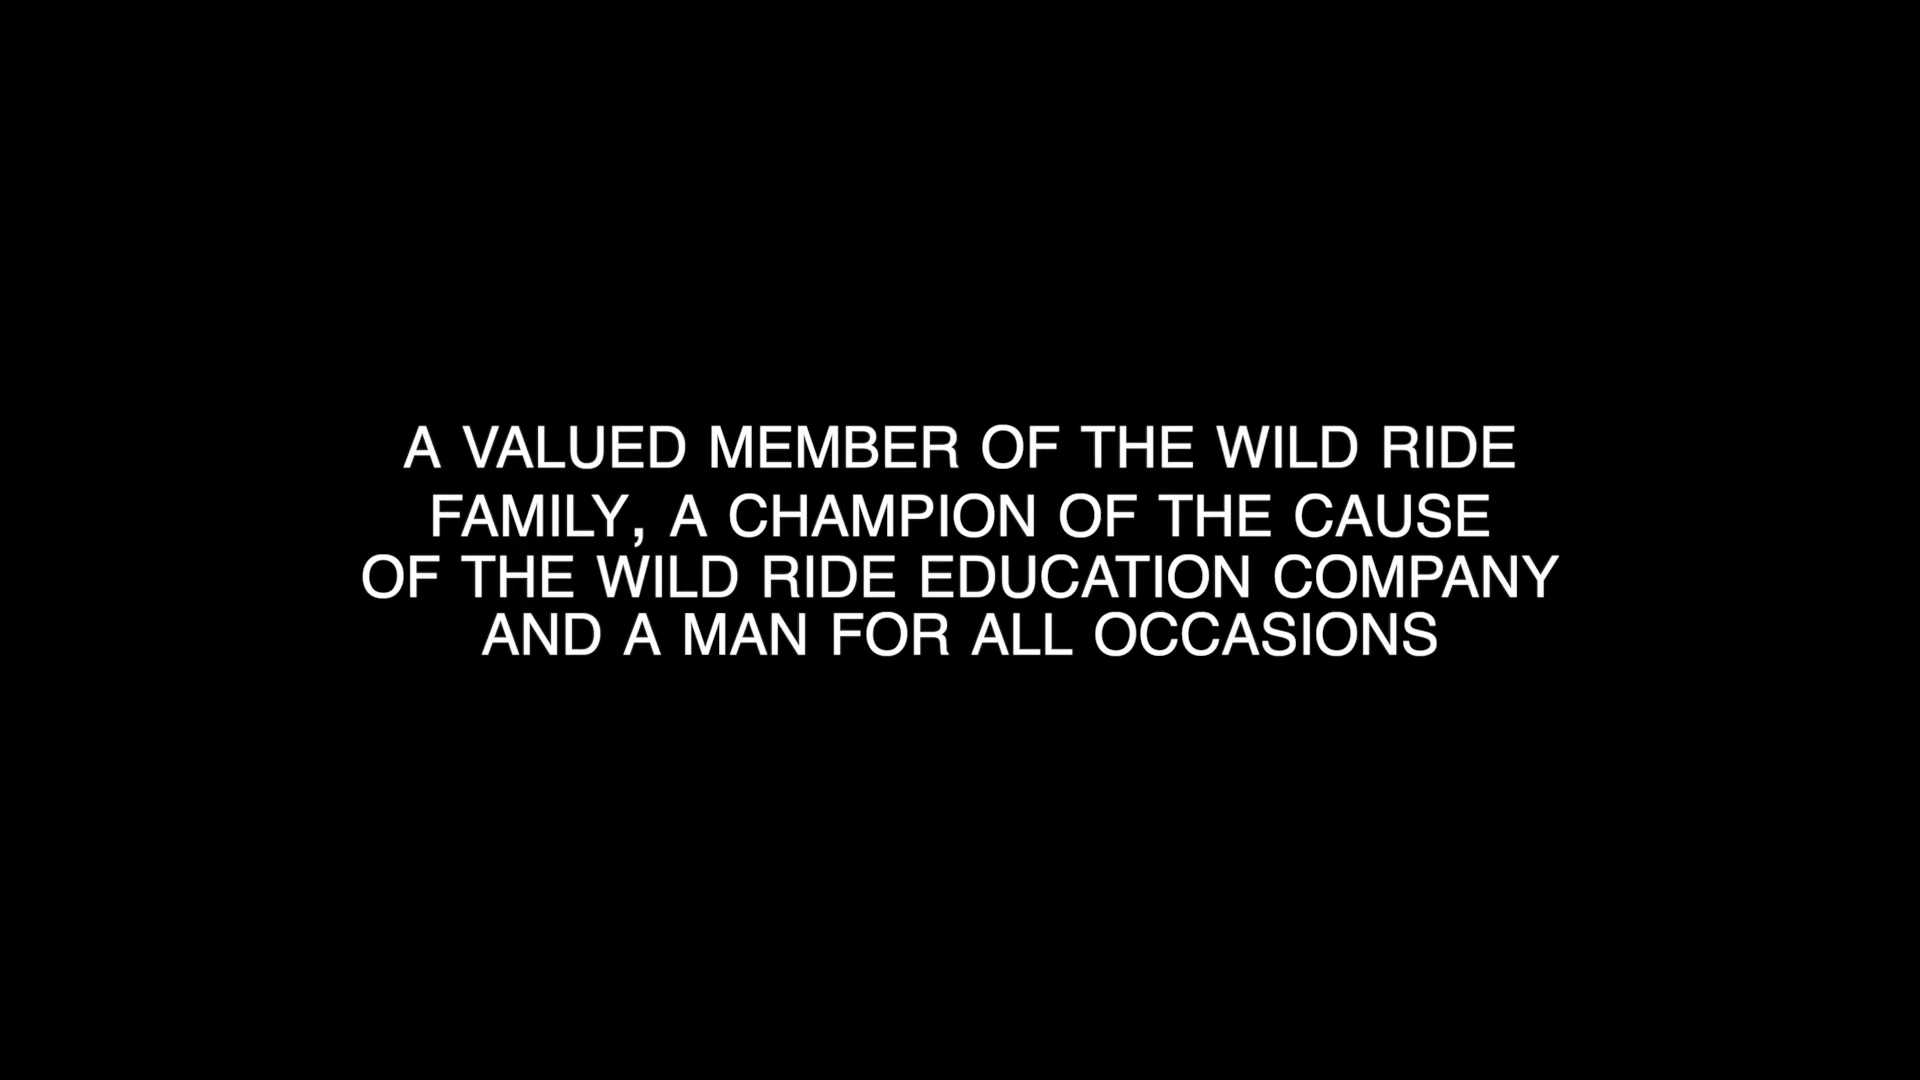 A VALUED MEMBER OF THE WILD RIDE
FAMILY, A CHAMPION OF THE CAUSE
OF THE WILD RIDE EDUCATION COMPANY
AND A MAN FOR ALL OCCASIONS